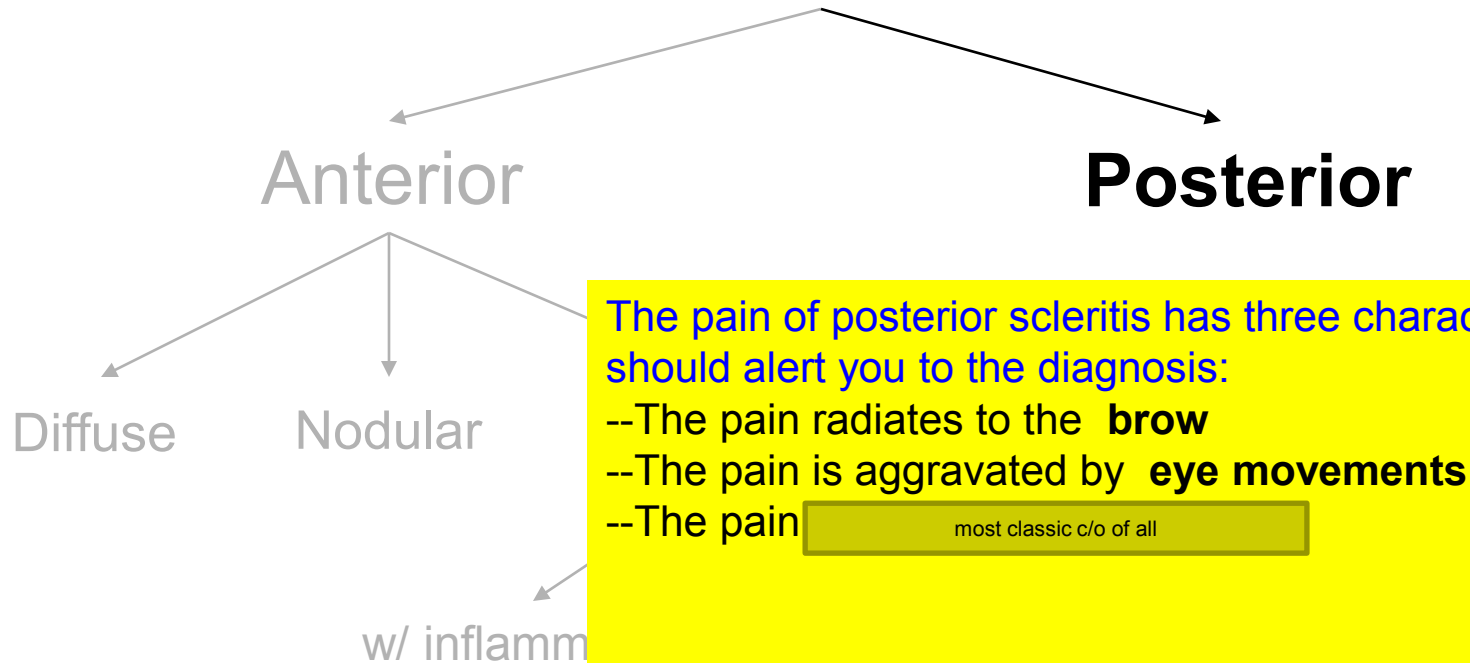 Anterior
Posterior
Diffuse
Nodular
The pain of posterior scleritis has three charac
should alert you to the diagnosis:
--The pain radiates to the brow
--The pain is aggravated by eye movements
--The pain
most classic c/o of all
w/ inflamm